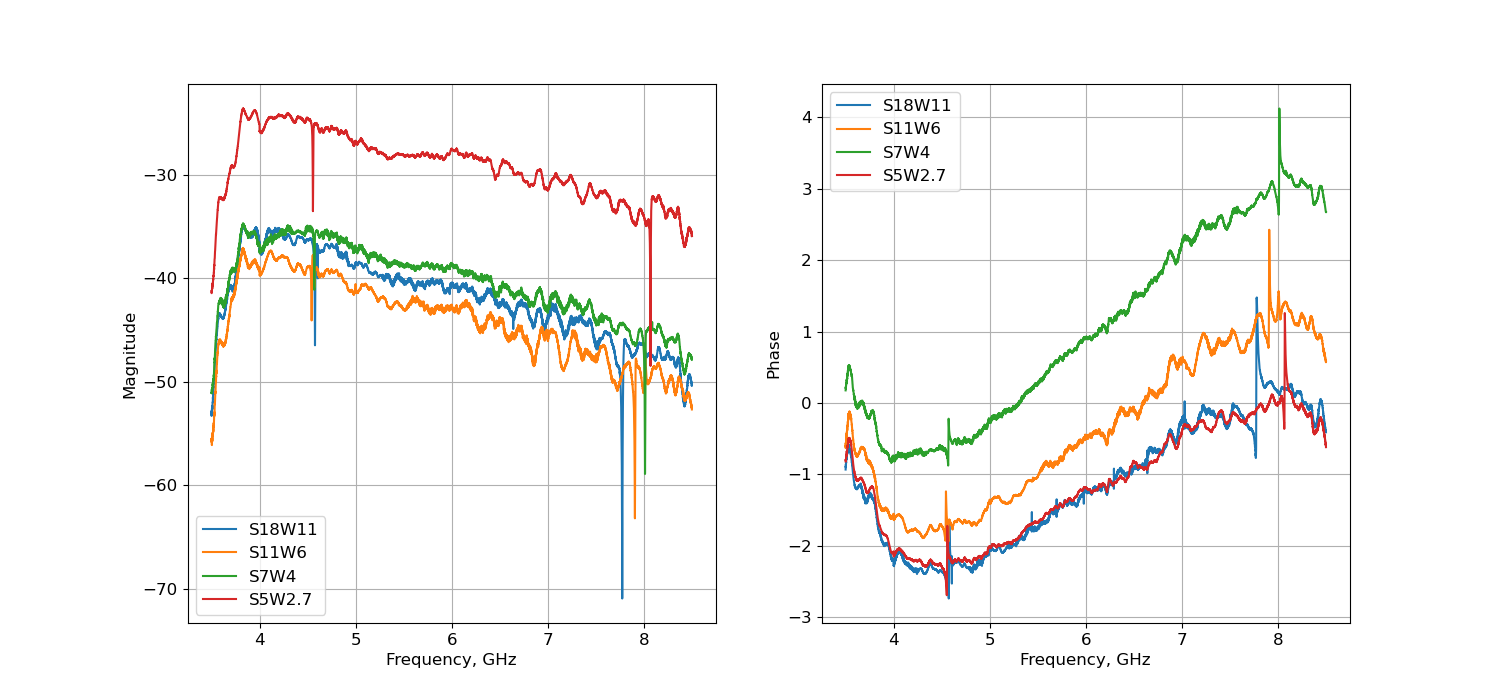 Magnitude
−30
−40
−50
−60
−70
S18W11
S11W6
S7W4
S5W2.7
4 5 6 7 8
Frequency, GHz
Phase
4
3
2
1
0
−1
−2
−3
S18W11
S11W6
S7W4
S5W2.7
4 5 6 7 8
Frequency, GHz